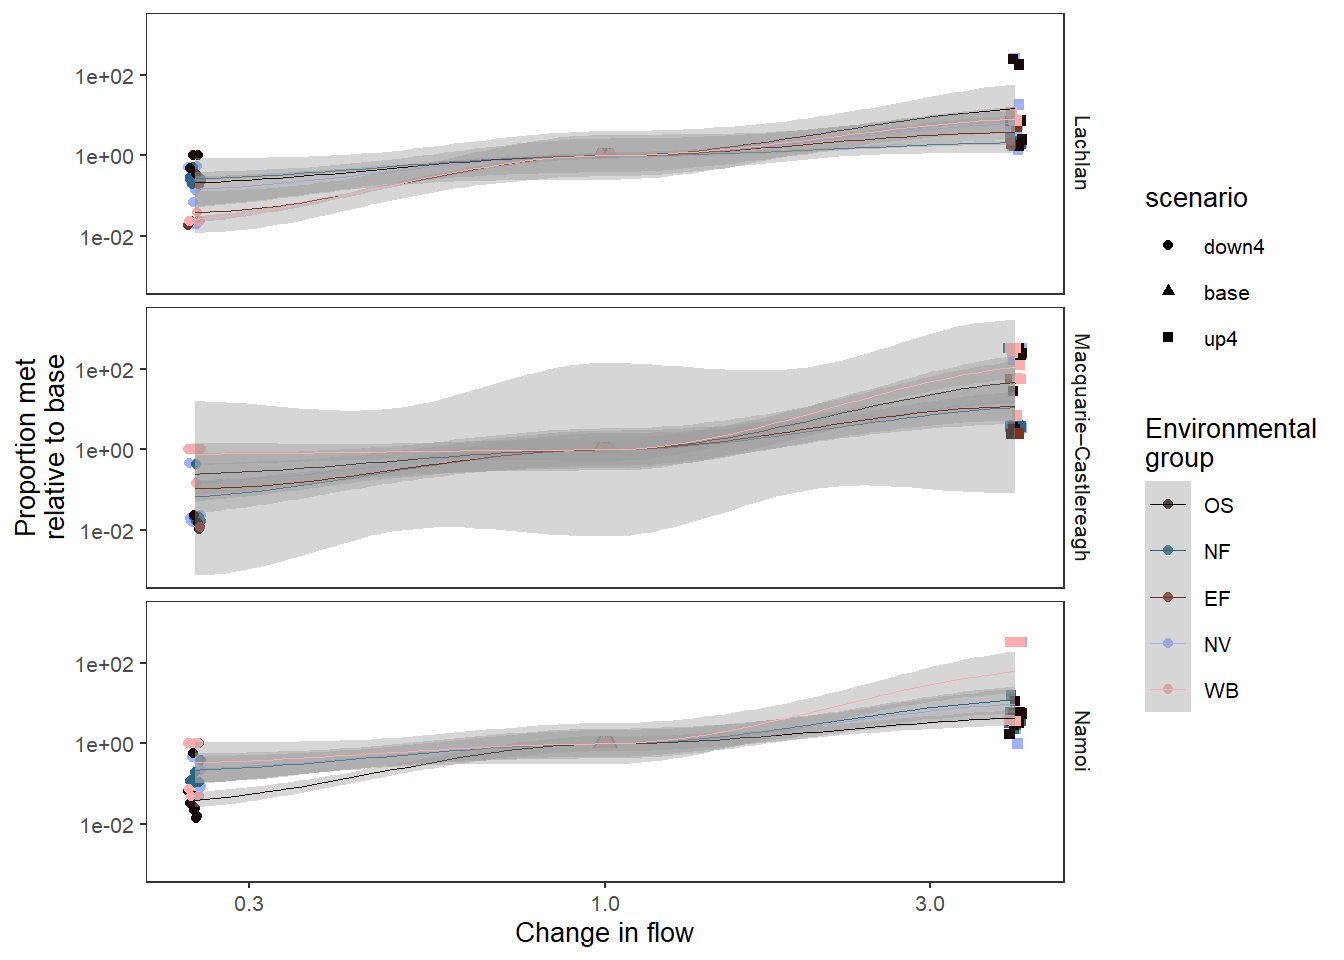 1e+02
1e+00
1e-02
Lachlan
1e+02
1e+00
1e-02
Macquarie–Castlereagh
1e+02
1e+00
1e-02
Namoi
0.3
1.0
3.0
Change in flow
Proportion met
relative to base
scenario
down4
base
up4
Environmental
group
OS
NF
EF
NV
WB